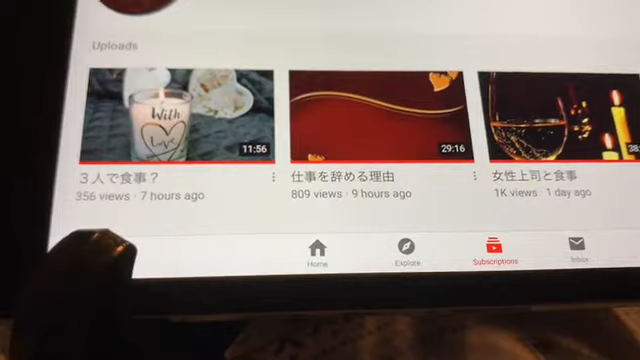 Uploads
With
Love
11:56
29:16
38:
3人で食事?
仕事を辞める理由
女性上司と食事
356 views · 7 hours ago
809 views · 9 hours ago
1K views · 1 day ago
Home
Explore
Subscriptions
Inbox